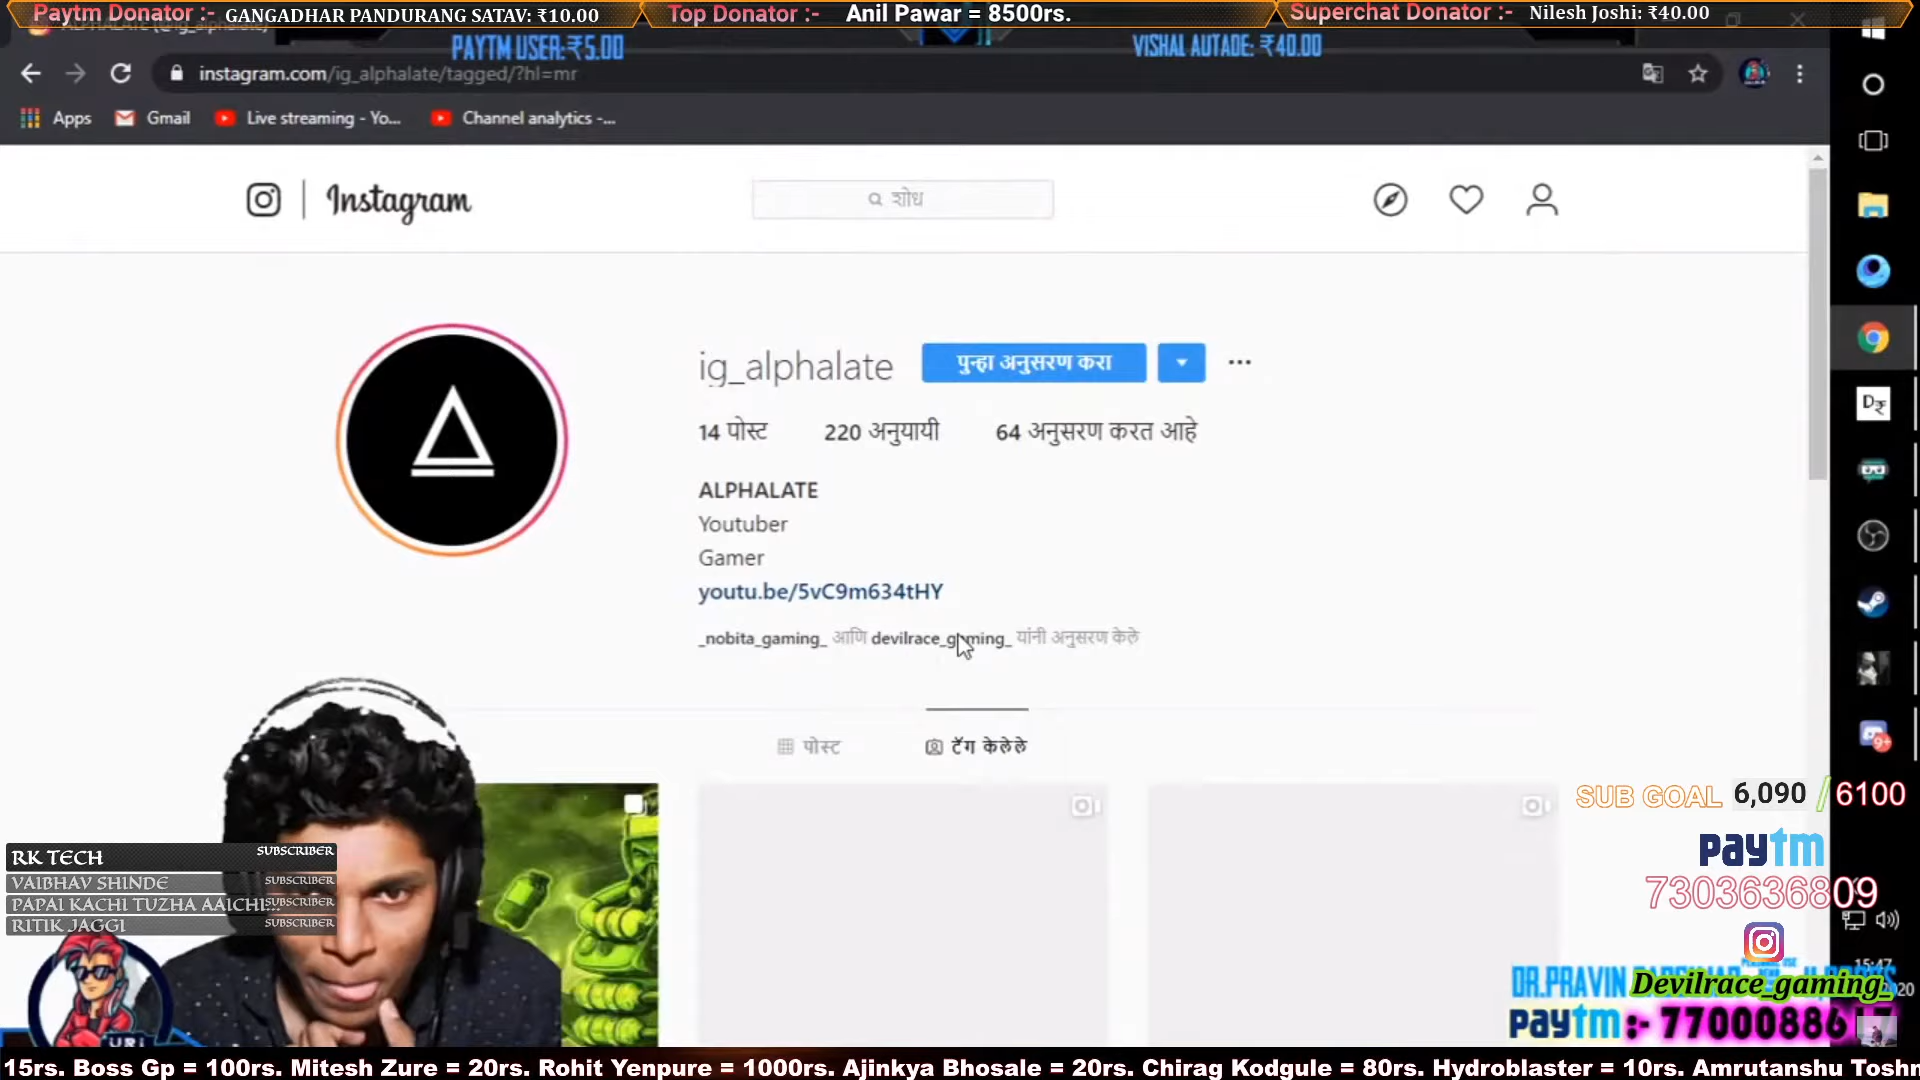 Paytm Donator :- GANGADHAR PANDURANG SATAV: ₹10.00
Top Donator :- Anil Pawar = 8500rs.
Superchat Donator :- Nilesh Joshi: ₹40.00
PAYTM USER:₹5.00
VISHAL AUTADE: ₹40.00
instagram.com/ig_alphalate/tagged/?hl=mr
Apps
Gmail
Live streaming - Yo...
Channel analytics -...
Instagram
शोध
ig_alphalate
पुन्हा अनुसरण करा
14 पोस्ट
220 अनुयायी
64 अनुसरण करत आहे
ALPHALATE
Youtuber
Gamer
youtu.be/5vC9m634tHY
_nobita_gaming_ आणि devilrace_gaming_ यांनी अनुसरण केले
पोस्ट
टॅग केलेले
SUB GOAL 6,090 / 6100
paytm
7303636809
RK TECH SUBSCRIBER
VAIBHAV SHINDE SUBSCRIBER
PAPAI KACHI TUZHA AAICHI... SUBSCRIBER
RITIK JAGGI SUBSCRIBER
15:47
DR.PRAVIN
Devilrace_gaming_
paytm :- 77000886
15rs. Boss Gp = 100rs. Mitesh Zure = 20rs. Rohit Yenpure = 1000rs. Ajinkya Bhosale = 20rs. Chirag Kodgule = 80rs. Hydroblaster = 10rs. Amrutanshu